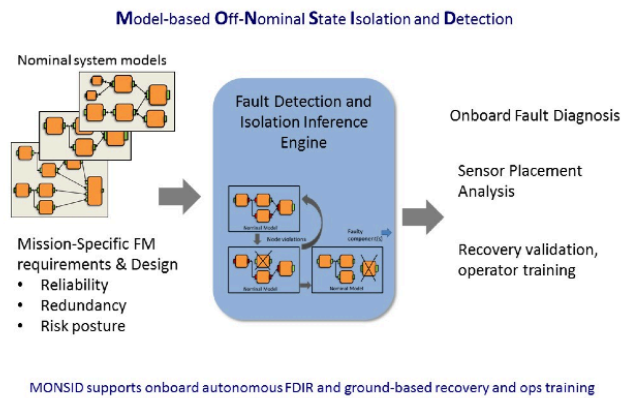 Model-based Off-Nominal State Isolation and Detection
Nominal system models
Fault Detection and
Isolation Inference
Engine
Onboard Fault Diagnosis
Sensor Placement
Analysis
Recovery validation,
operator training
Nominal Model
Node violations
Faulty
component(s)
Nominal Model
Nominal Model
Mission-Specific FM
requirements & Design
• Reliability
• Redundancy
• Risk posture
MONSID supports onboard autonomous FDIR and ground-based recovery and ops training